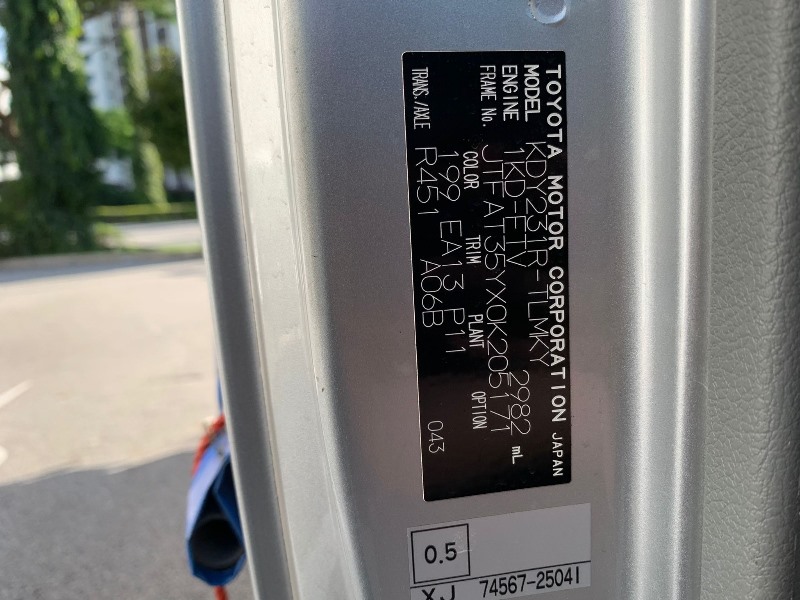 TOYOTA MOTOR CORPORATION JAPAN
MODEL KDY231R-TLMKY
ENGINE 1KD-FTV 2982 mL
FRAME No. JTFAT35YX0K205171
COLOR TRIM PLANT OPTION
199 EA13 P11
TRANS./AXLE R451 A06B 043
0.5
XJ 74567-25041